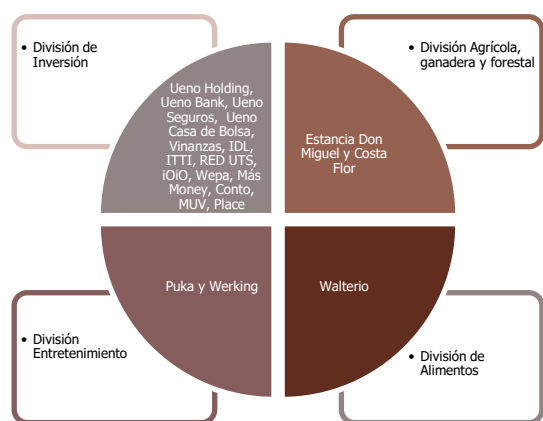 • División de
Inversión
Ueno Holding,
Ueno Bank, Ueno
Seguros, Ueno
Casa de Bolsa,
Vinanzas, IDL,
ITTI, RED UTS,
iOiO, Wepa, Más
Money, Conto,
MUV, Place
• División Agrícola,
ganadera y forestal
Estancia Don
Miguel y Costa
Flor
Puka y Werking
Walterio
• División
Entretenimiento
• División de
Alimentos